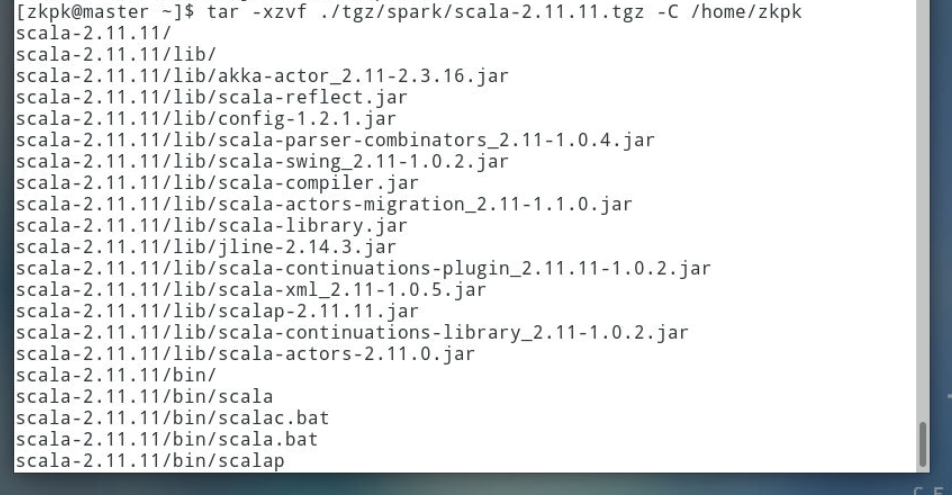 [zkpk@master ~]$ tar -xzvf ./tgz/spark/scala-2.11.11.tgz -C /home/zkpk
scala-2.11.11/
scala-2.11.11/lib/
scala-2.11.11/lib/akka-actor_2.11-2.3.16.jar
scala-2.11.11/lib/scala-reflect.jar
scala-2.11.11/lib/config-1.2.1.jar
scala-2.11.11/lib/scala-parser-combinators_2.11-1.0.4.jar
scala-2.11.11/lib/scala-swing_2.11-1.0.2.jar
scala-2.11.11/lib/scala-compiler.jar
scala-2.11.11/lib/scala-actors-migration_2.11-1.1.0.jar
scala-2.11.11/lib/scala-library.jar
scala-2.11.11/lib/jline-2.14.3.jar
scala-2.11.11/lib/scala-continuations-plugin_2.11.11-1.0.2.jar
scala-2.11.11/lib/scala-xml_2.11-1.0.5.jar
scala-2.11.11/lib/scalap-2.11.11.jar
scala-2.11.11/lib/scala-continuations-library_2.11-1.0.2.jar
scala-2.11.11/lib/scala-actors-2.11.0.jar
scala-2.11.11/bin/
scala-2.11.11/bin/scala
scala-2.11.11/bin/scalac.bat
scala-2.11.11/bin/scala.bat
scala-2.11.11/bin/scalap